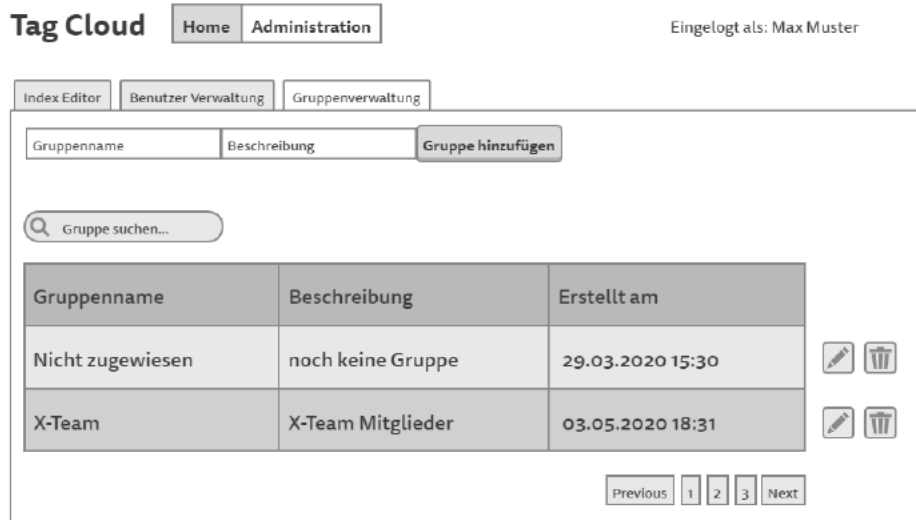 Tag Cloud Home Administration Eingelogt als: Max Muster
Index Editor Benutzer Verwaltung Gruppenverwaltung
Gruppenname Beschreibung Gruppe hinzufügen
Gruppe suchen...
Gruppenname Beschreibung Erstellt am
Nicht zugewiesen noch keine Gruppe 29.03.2020 15:30
X-Team X-Team Mitglieder 03.05.2020 18:31
Previous 1 2 3 Next